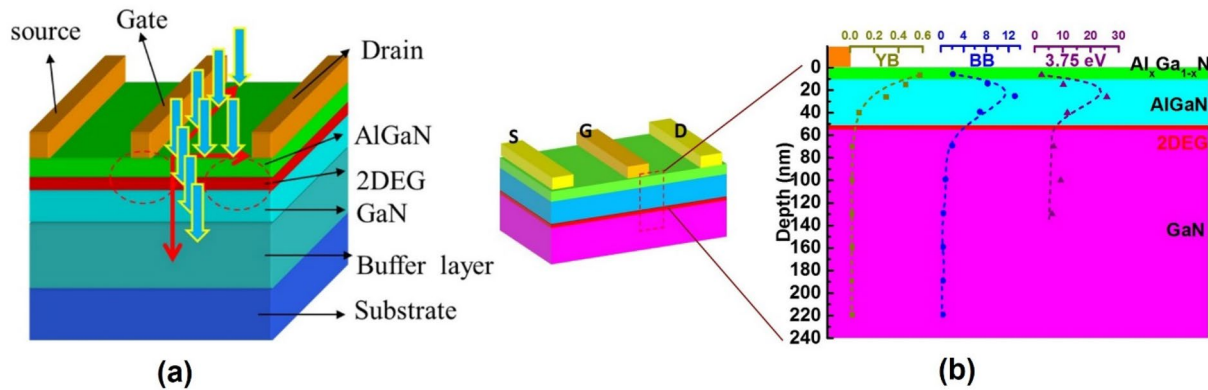 source
Gate
Drain
AlGaN
2DEG
GaN
Buffer layer
Substrate
(a)
S
G
D
0.0 0.2 0.4 0.6
YB
0 4 8 12
BB
0 10 20 30
3.75 eV
AlxGa1-xN
AlGaN
2DEG
GaN
Depth (nm)
0
20
40
60
80
100
120
140
160
180
200
220
240
(b)